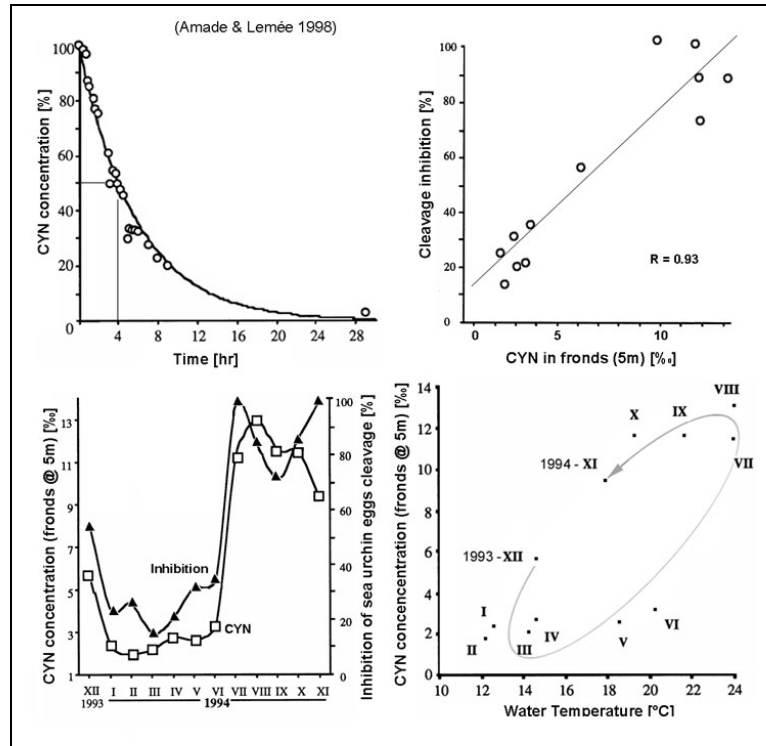 (Amade & Lemée 1998)
CYN concentration [%]
100
80
60
40
20
0
0 4 8 12 16 20 24 28
Time [hr]
Cleavage inhibition [%]
100
80
60
40
20
0
R = 0.93
0 5 10
CYN in fronds (5m) [‰]
CYN concentration (fronds @ 5m) [‰]
13
11
9
7
5
3
1
Inhibition
CYN
100
80
60
40
20
0
Inhibition of sea urchin eggs cleavage [%]
XII I II III IV V VI VII VIII IX X XI
1993 1994
CYN concencentration (fronds @ 5m) [‰]
14
12
10
8
6
4
2
0
VIII
X IX
VII
1994 - XI
1993 - XII
I
II III IV V VI
10 12 14 16 18 20 22 24
Water Temperature [°C]